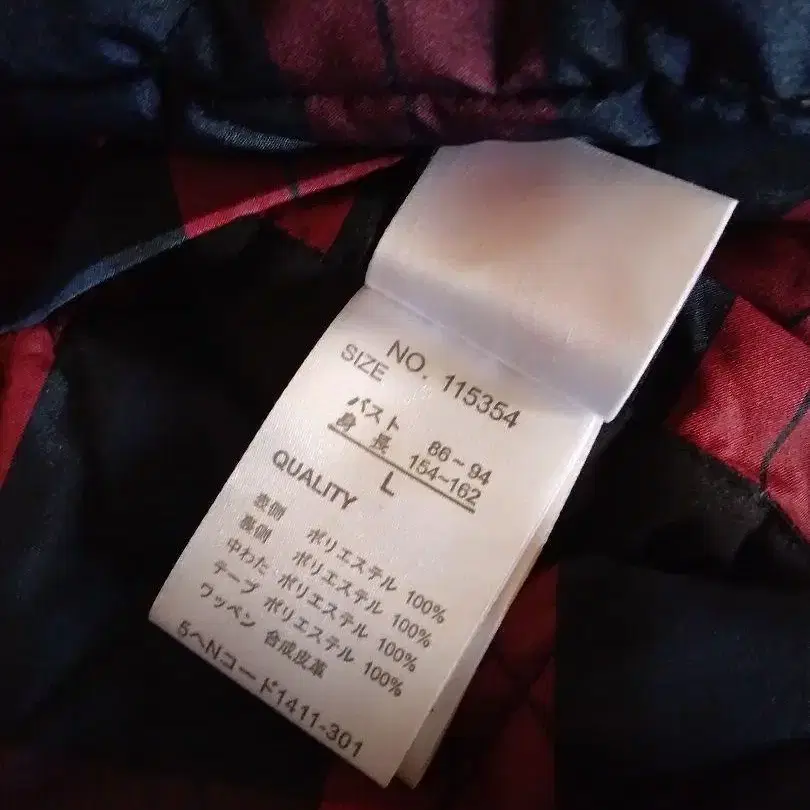 NO. 115354
SIZE
バスト 86~94
身長 154~162
L
QUALITY
表側 ポリエステル 100%
裏側 ポリエステル 100%
中わた ポリエステル 100%
テープ ポリエステル 100%
ワッペン 合成皮革
5ヘNコード1411-301